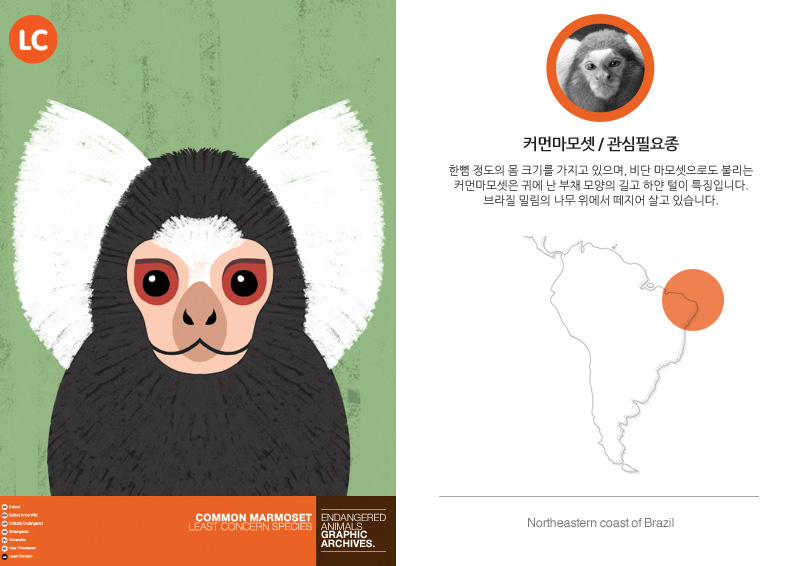 LC
Extinct
Extinct in the Wild
Critically Endangered
Endangered
Vulnerable
Near Threatened
Least Concern
COMMON MARMOSET
LEAST CONCERN SPECIES
ENDANGERED
ANIMALS
GRAPHIC
ARCHIVES.
커먼마모셋 / 관심필요종
한뼘 정도의 몸 크기를 가지고 있으며, 비단 마모셋으로도 불리는
커먼마모셋은 귀에 난 부채 모양의 길고 하얀 털이 특징입니다.
브라질 밀림의 나무 위에서 떼지어 살고 있습니다.
Northeastern coast of Brazil